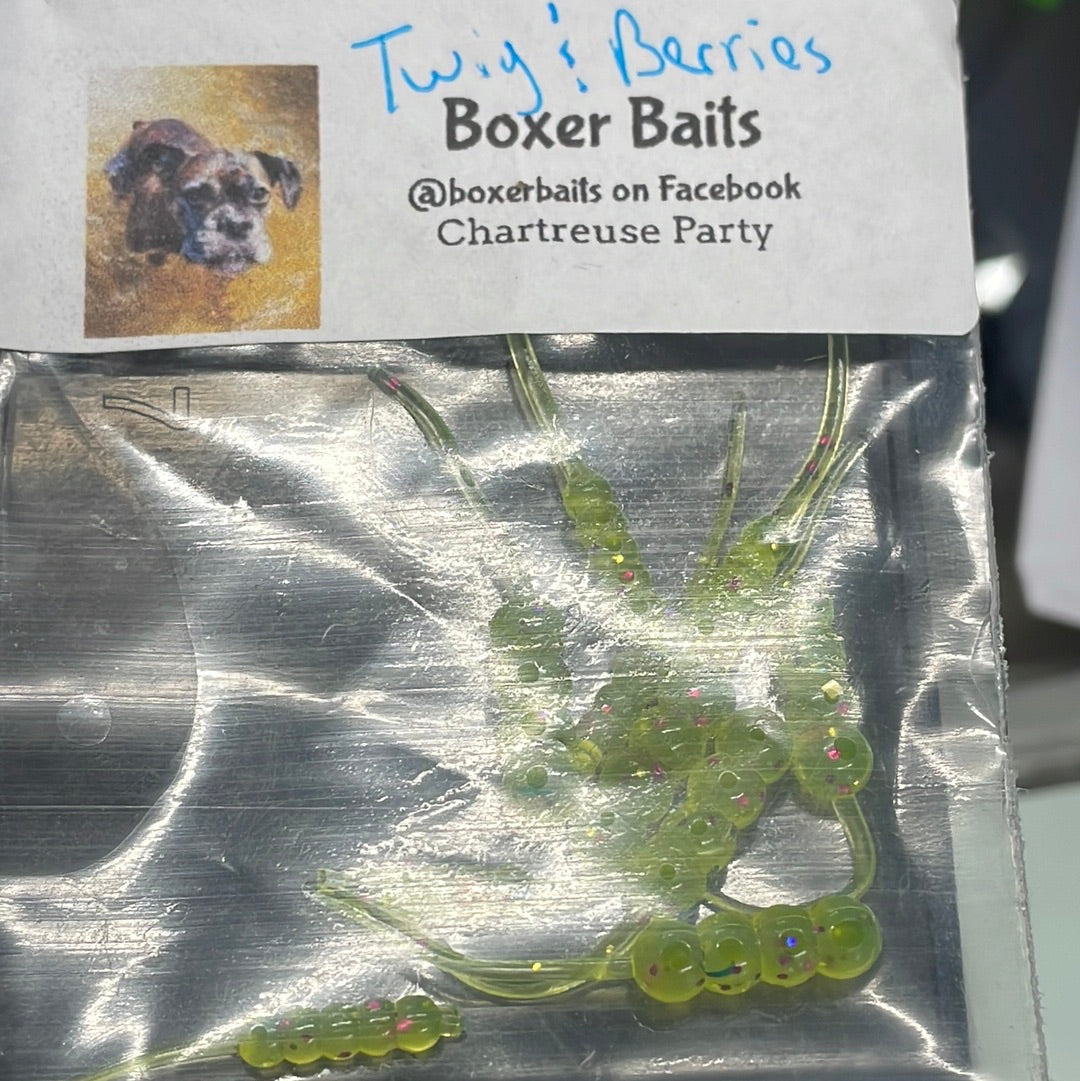 Twig & Berries
Boxer Baits
@boxerbaits on Facebook
Chartreuse Party